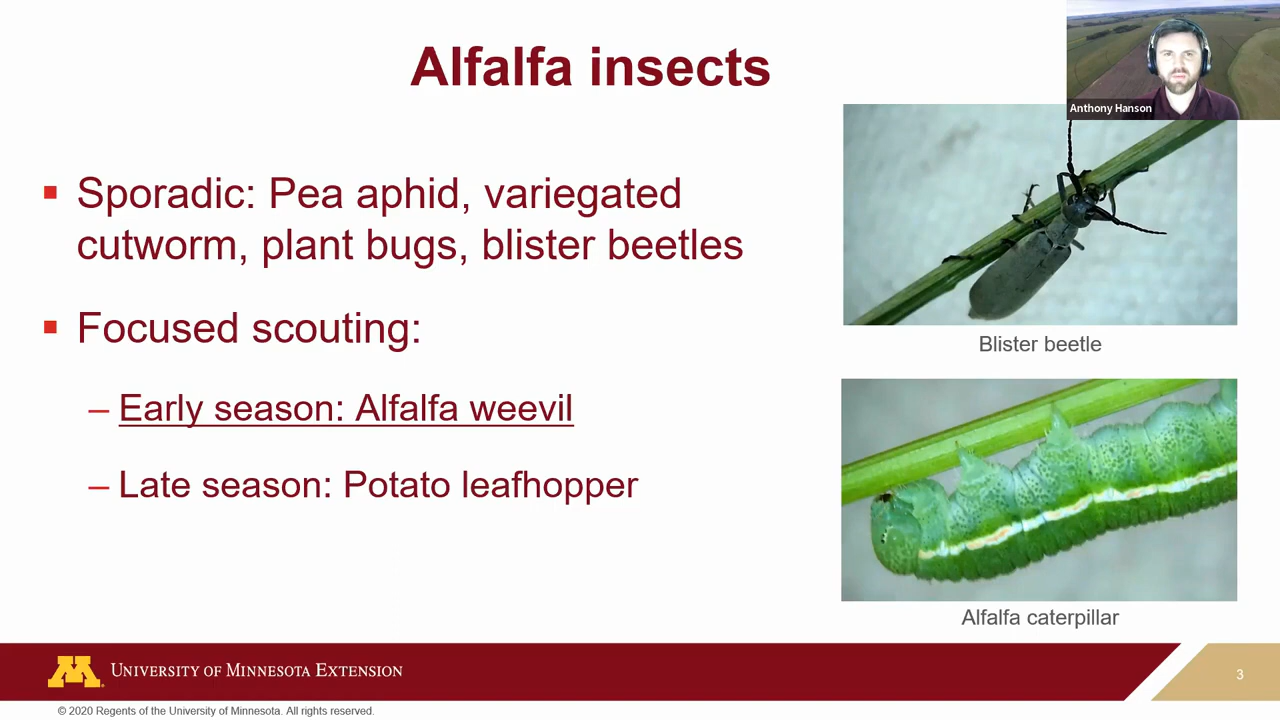 Alfalfa insects
Anthony Hanson
▪ Sporadic: Pea aphid, variegated
cutworm, plant bugs, blister beetles
▪ Focused scouting:
– Early season: Alfalfa weevil
– Late season: Potato leafhopper
Blister beetle
Alfalfa caterpillar
M
UNIVERSITY OF MINNESOTA EXTENSION
3
© 2020 Regents of the University of Minnesota. All rights reserved.